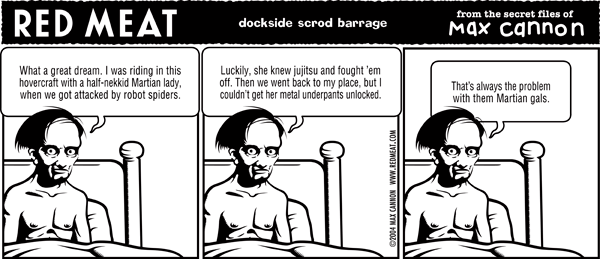 RED MEAT
dockside scrod barrage
from the secret files of
Max cannon
What a great dream. I was riding in this
hovercraft with a half-nekkid Martian lady,
when we got attacked by robot spiders.
Luckily, she knew jujitsu and fought 'em
off. Then we went back to my place, but I
couldn't get her metal underpants unlocked.
©2004 MAX CANNON WWW.REDMEAT.COM
That's always the problem
with them Martian gals.